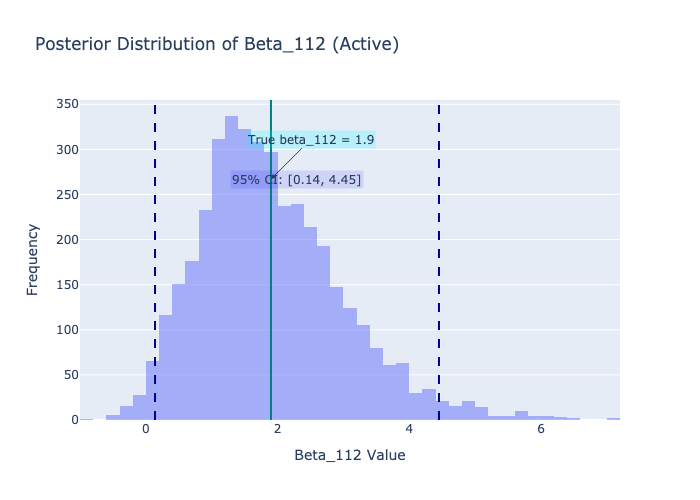 Posterior Distribution of Beta_112 (Active)
350
True beta_112 = 1.9
300
95% CI: [0.14, 4.45]
250
200
Frequency
150
100
50
0
0 2 4 6
Beta_112 Value